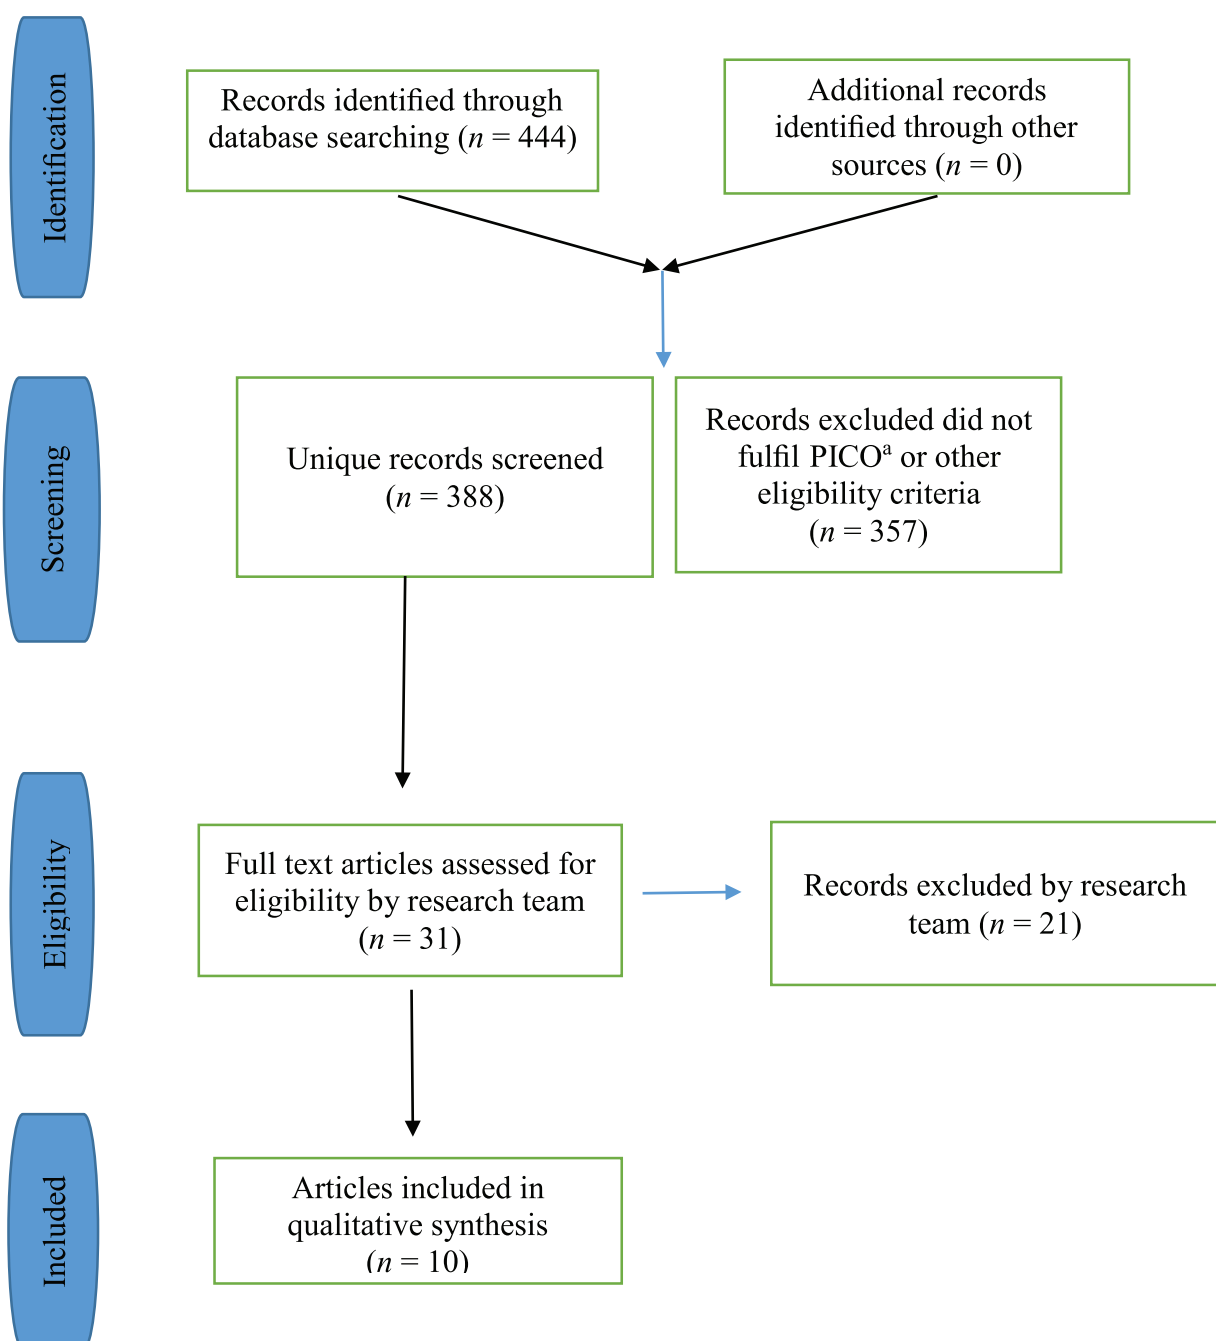 Identification
Records identified through
database searching (n = 444)
Additional records
identified through other
sources (n = 0)
Screening
Unique records screened
(n = 388)
Records excluded did not
fulfil PICOᵃ or other
eligibility criteria
(n = 357)
Eligibility
Full text articles assessed for
eligibility by research team
(n = 31)
Records excluded by research
team (n = 21)
Included
Articles included in
qualitative synthesis
(n = 10)